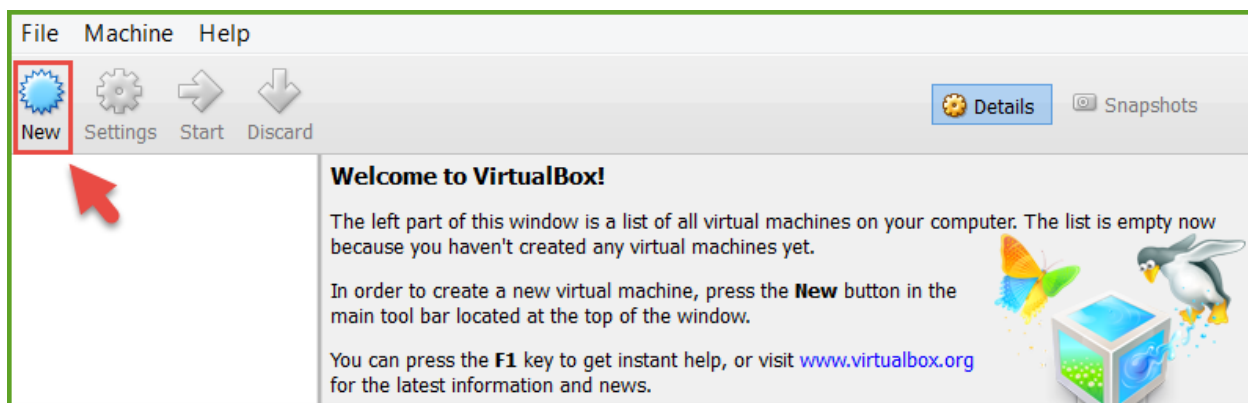 File Machine Help
New Settings Start Discard
Details Snapshots
Welcome to VirtualBox!
The left part of this window is a list of all virtual machines on your computer. The list is empty now
because you haven't created any virtual machines yet.
In order to create a new virtual machine, press the New button in the
main tool bar located at the top of the window.
You can press the F1 key to get instant help, or visit www.virtualbox.org
for the latest information and news.